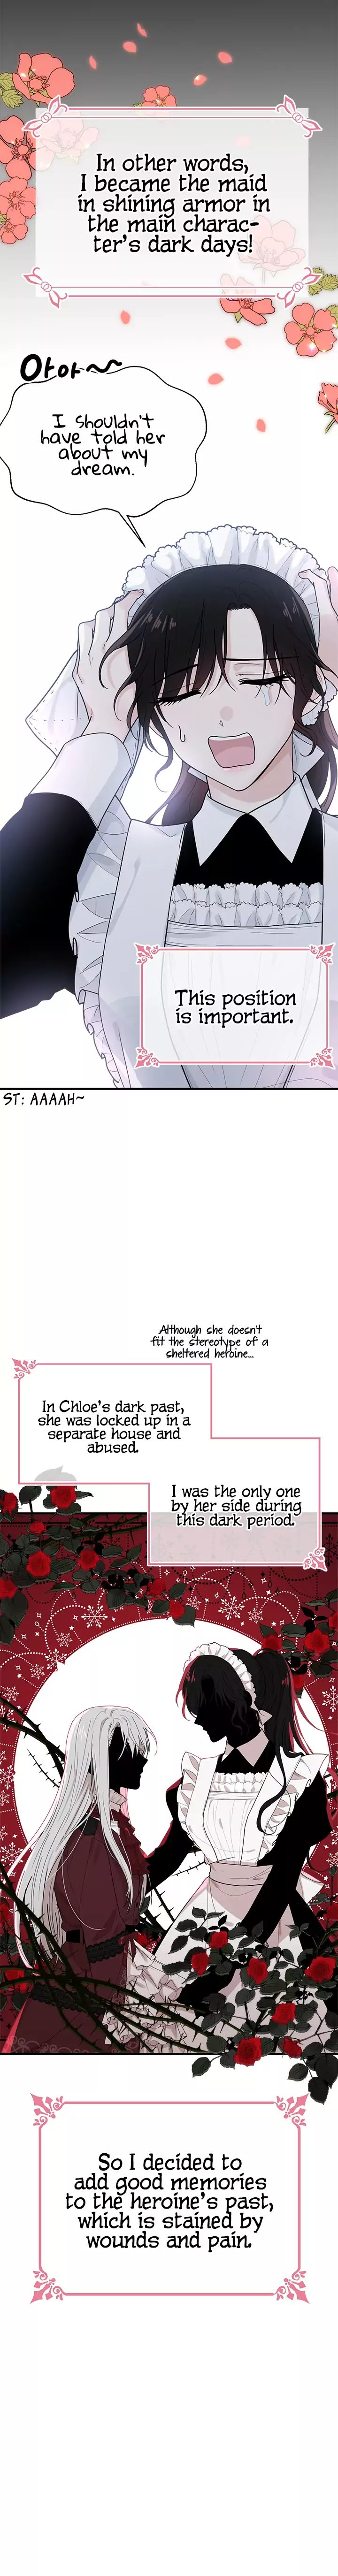 In other words,
I became the maid
in shining armor in
the main charac-
ter's dark days!
아야~
I shouldn't
have told her
about my
dream.
This position
is important.
ST: AAAAH~
Although she doesn't
fit the stereotype of a
sheltered heroine...
In Chloe's dark past,
she was locked up in a
separate house and
abused.
I was the only one
by her side during
this dark period.
So I decided to
add good memories
to the heroine's past,
which is stained by
wounds and pain.